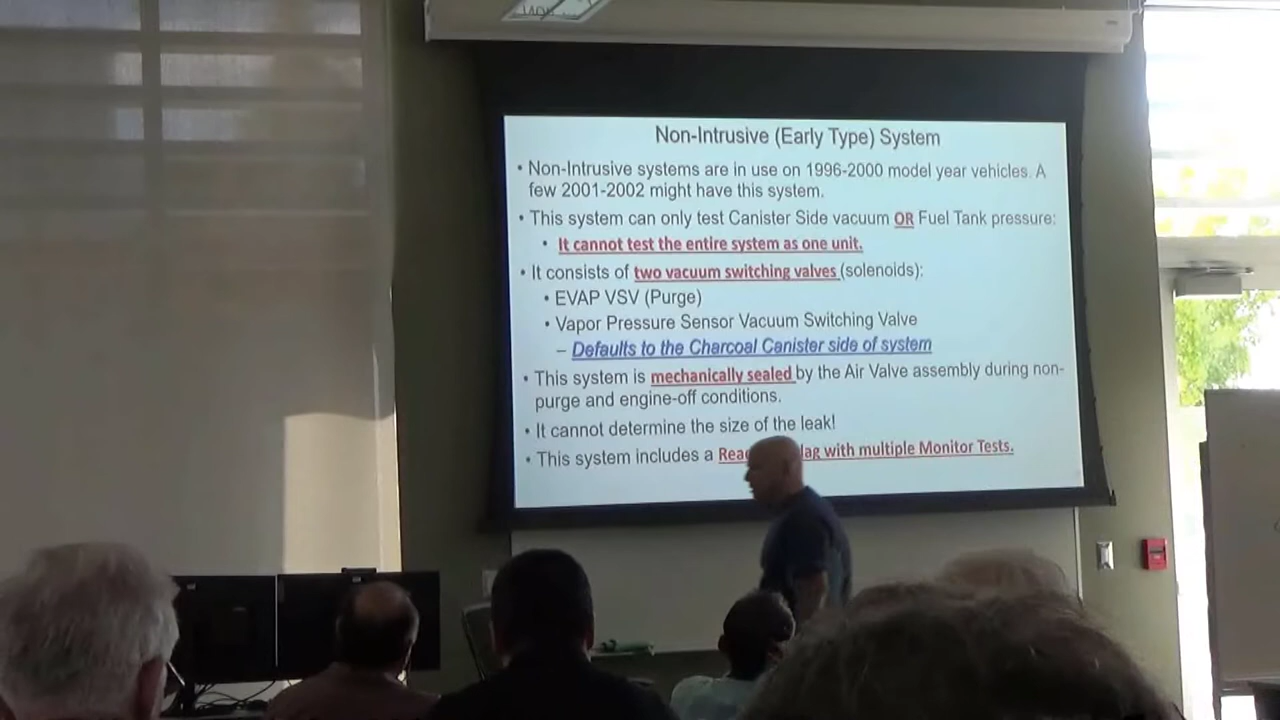 Non-Intrusive (Early Type) System
• Non-Intrusive systems are in use on 1996-2000 model year vehicles. A
few 2001-2002 might have this system.
• This system can only test Canister Side vacuum OR Fuel Tank pressure:
• It cannot test the entire system as one unit.
• It consists of two vacuum switching valves (solenoids):
• EVAP VSV (Purge)
• Vapor Pressure Sensor Vacuum Switching Valve
– Defaults to the Charcoal Canister side of system
• This system is mechanically sealed by the Air Valve assembly during non-
purge and engine-off conditions.
• It cannot determine the size of the leak!
• This system includes a with multiple Monitor Tests.